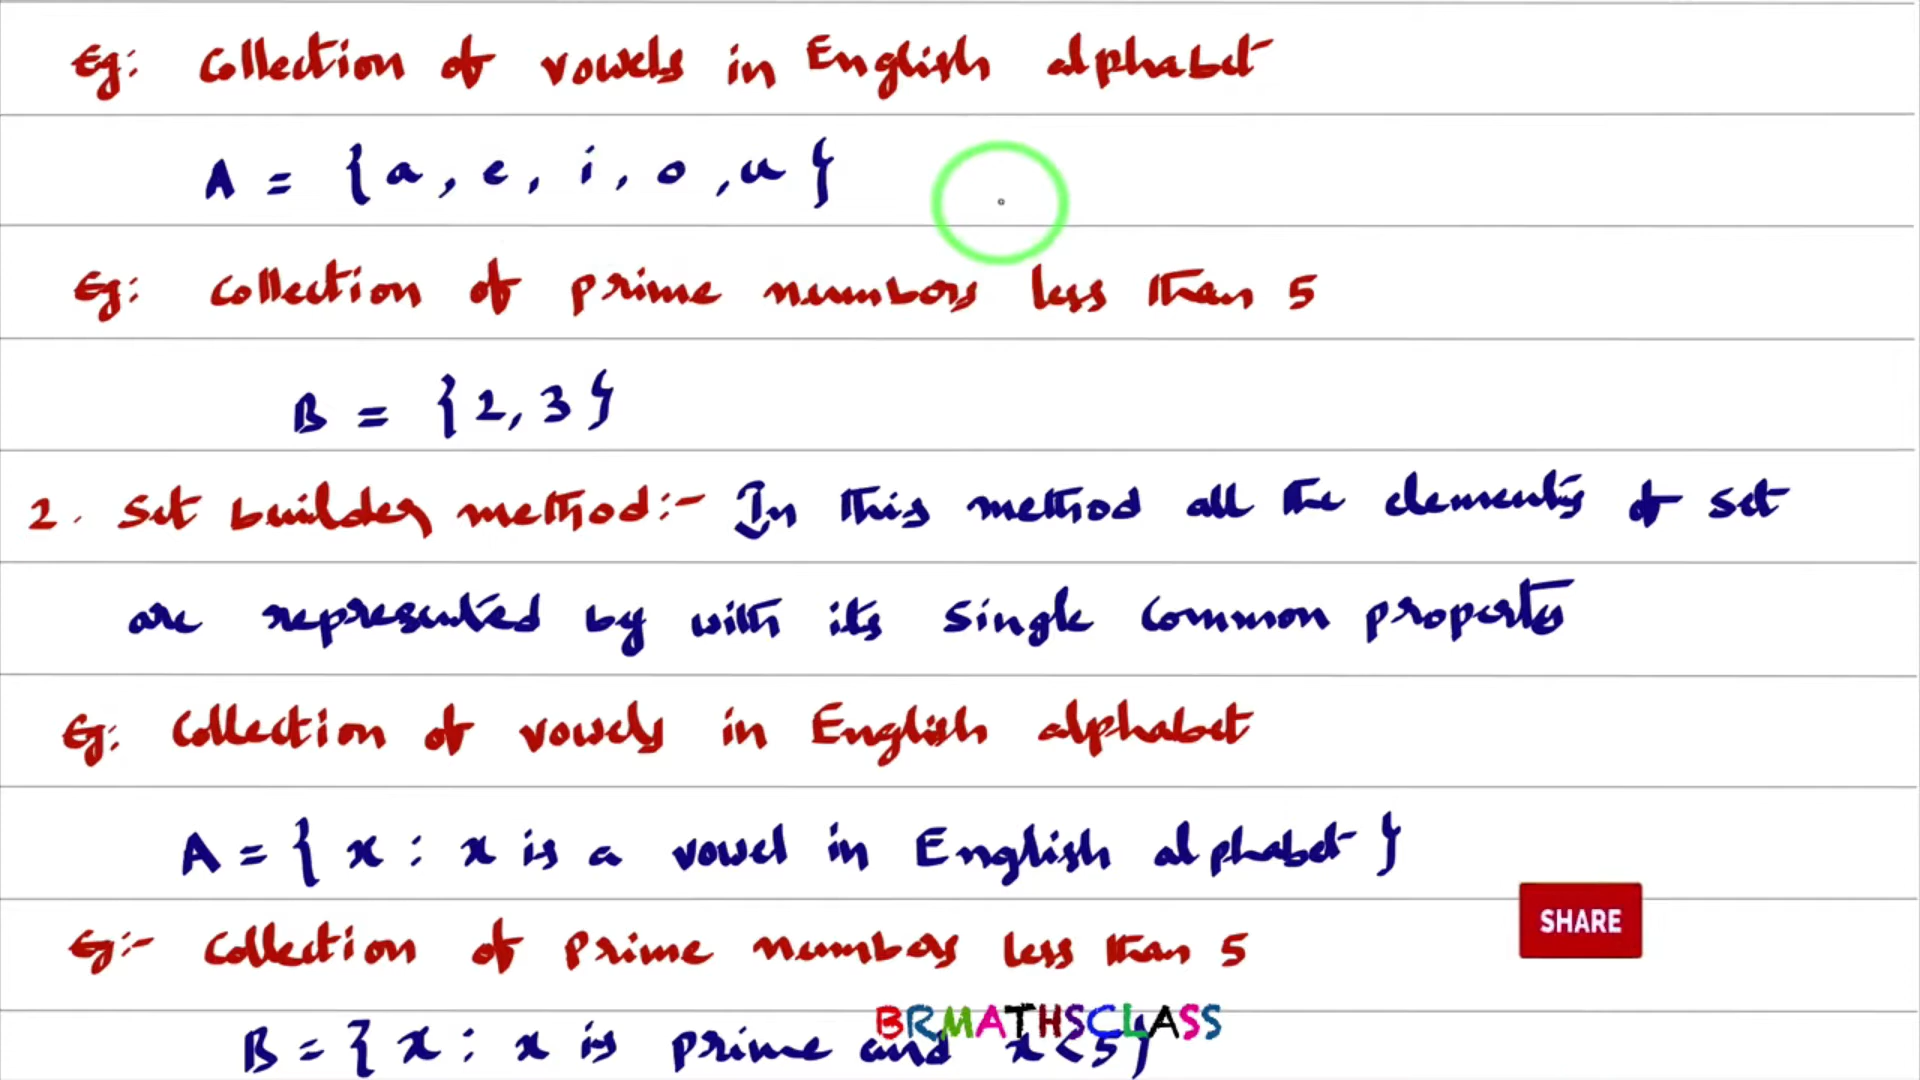 Eg: Collection of vowels in English alphabet
A = {a, e, i, o, u}
Eg: Collection of prime numbers less than 5
B = {2, 3}
2. Set builder method:- In this method all the elements of set
are represented by with its single common property
Eg: Collection of vowels in English alphabet
A = { x : x is a vowel in English alphabet }
SHARE
Eg:- Collection of prime numbers less than 5
BRMATHSCLASS
B = { x : x is prime and x < 5 }